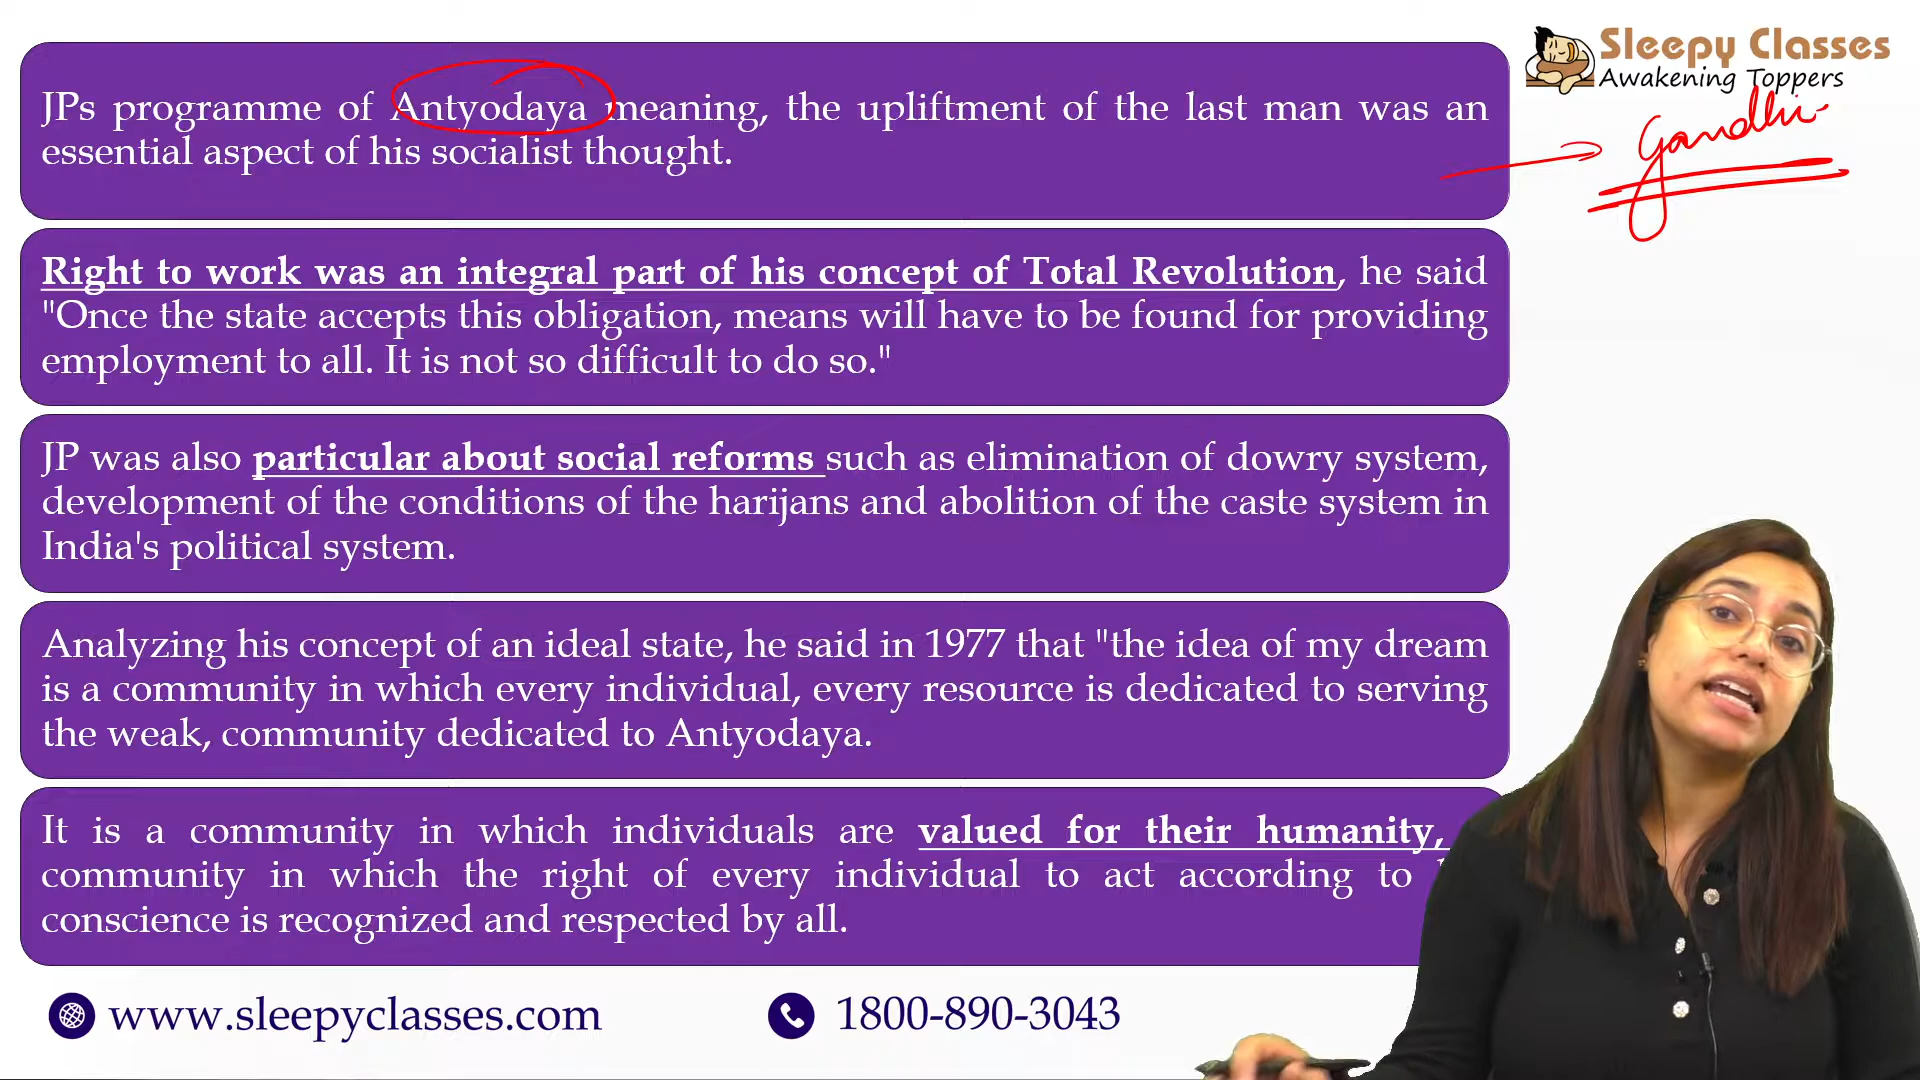 Sleepy Classes
Awakening Toppers
Gandhi
JPs programme of Antyodaya meaning, the upliftment of the last man was an
essential aspect of his socialist thought.
Right to work was an integral part of his concept of Total Revolution, he said
"Once the state accepts this obligation, means will have to be found for providing
employment to all. It is not so difficult to do so."
JP was also particular about social reforms such as elimination of dowry system,
development of the conditions of the harijans and abolition of the caste system in
India's political system.
Analyzing his concept of an ideal state, he said in 1977 that "the idea of my dream
is a community in which every individual, every resource is dedicated to serving
the weak, community dedicated to Antyodaya.
It is a community in which individuals are valued for their humanity,
community in which the right of every individual to act according to
conscience is recognized and respected by all.
www.sleepyclasses.com
1800-890-3043